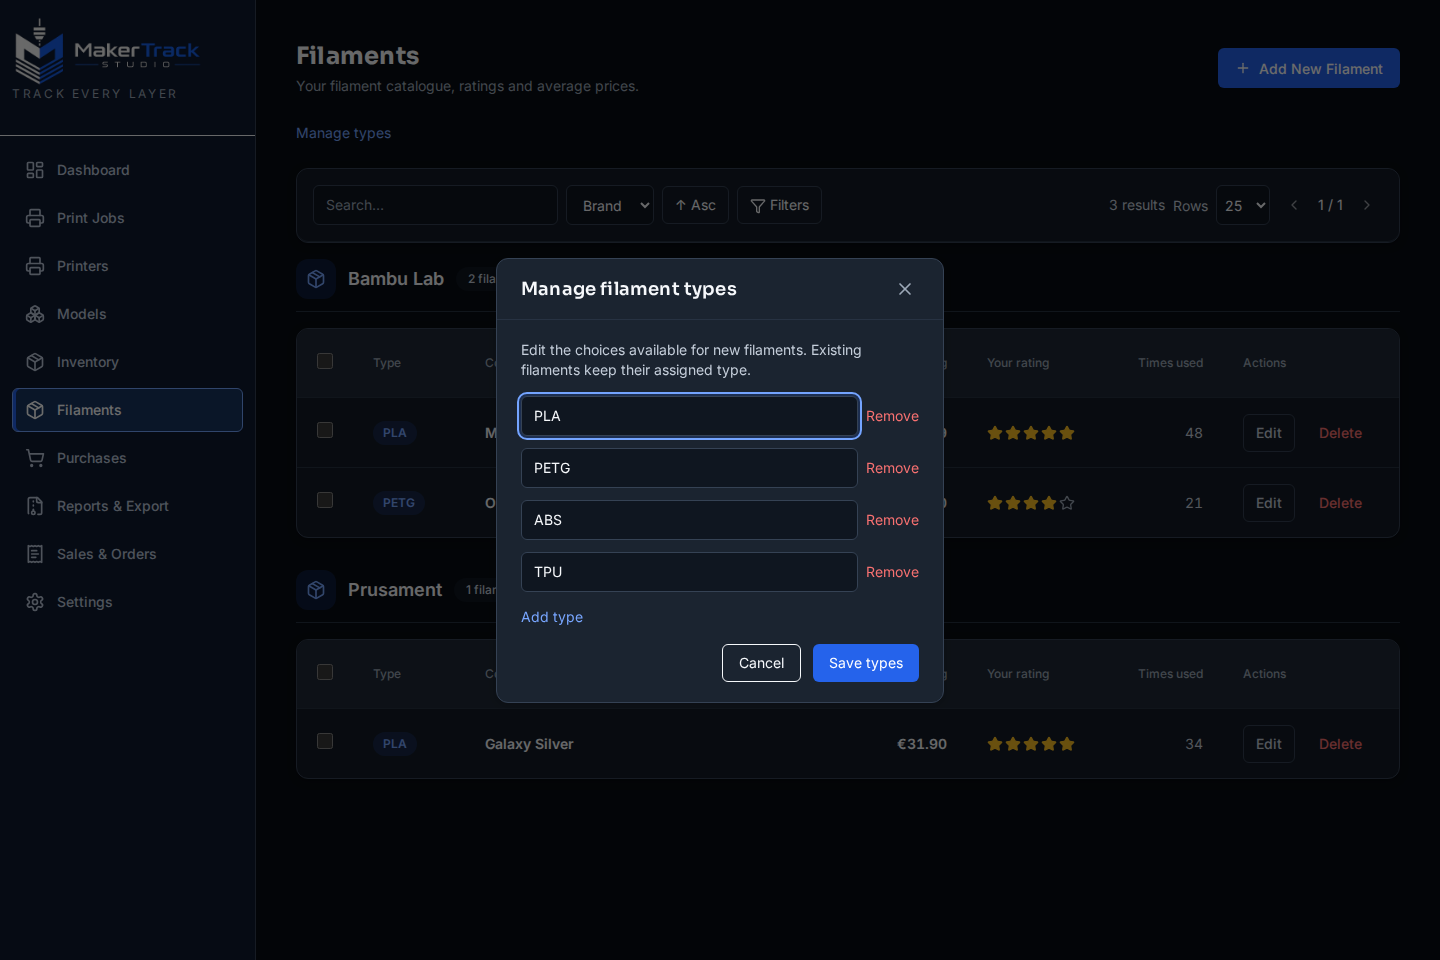 MakerTrack
STUDIO
TRACK EVERY LAYER
Dashboard
Print Jobs
Printers
Models
Inventory
Filaments
Purchases
Reports & Export
Sales & Orders
Settings
Filaments
Your filament catalogue, ratings and average prices.
Add New Filament
Manage types
Search...
Brand
↑ Asc
Filters
3 results Rows 25 1 / 1
Bambu Lab
Type Your rating Times used Actions
PLA 48 Edit Delete
PETG 21 Edit Delete
Manage filament types
Edit the choices available for new filaments. Existing
filaments keep their assigned type.
PLA Remove
PETG Remove
ABS Remove
TPU Remove
Add type
Cancel Save types
Prusament
Type Your rating Times used Actions
PLA Galaxy Silver €31.90 34 Edit Delete